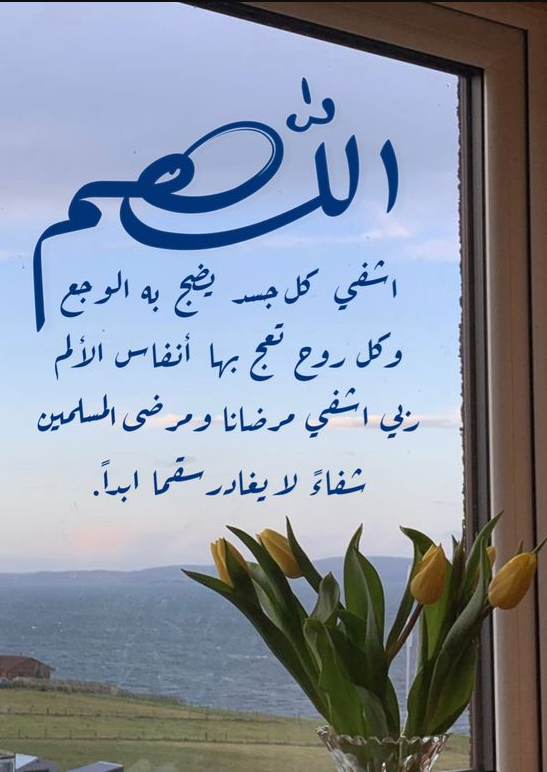 اللهم
اشفي كل جسد يضج به الوجع
وكل روح تعج بها أنفاس الألم
ربي اشفي مرضانا ومرضى المسلمين
شفاءً لا يغادر سقما ابداً.